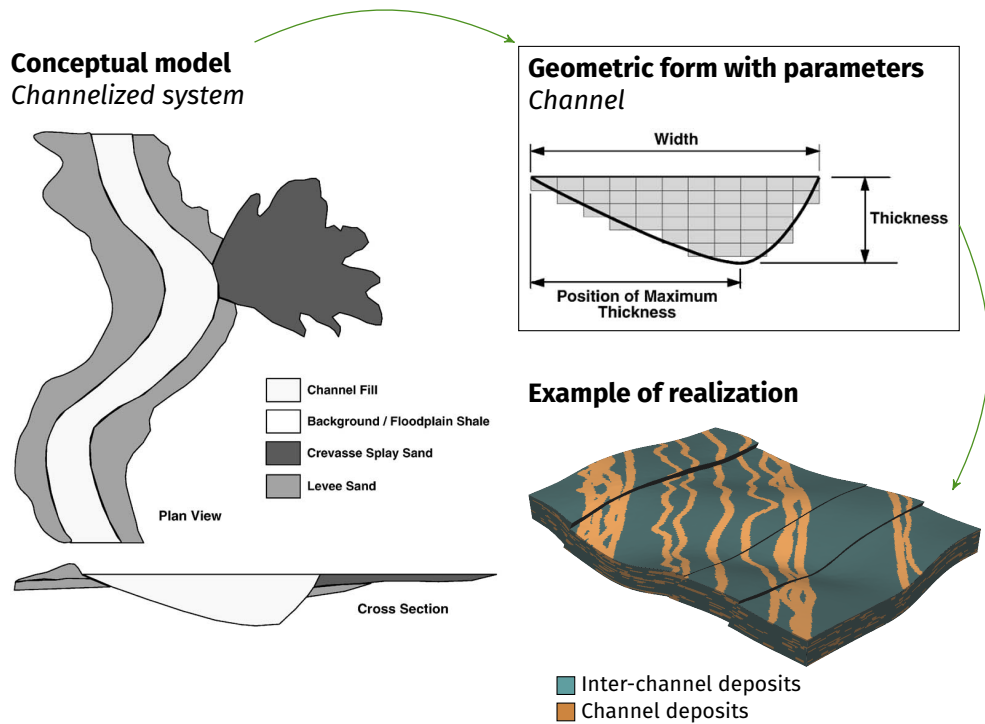 Conceptual model
Channelized system
Channel Fill
Background / Floodplain Shale
Crevasse Splay Sand
Levee Sand
Plan View
Cross Section
Geometric form with parameters
Channel
Width
Thickness
Position of Maximum
Thickness
Example of realization
Inter-channel deposits
Channel deposits